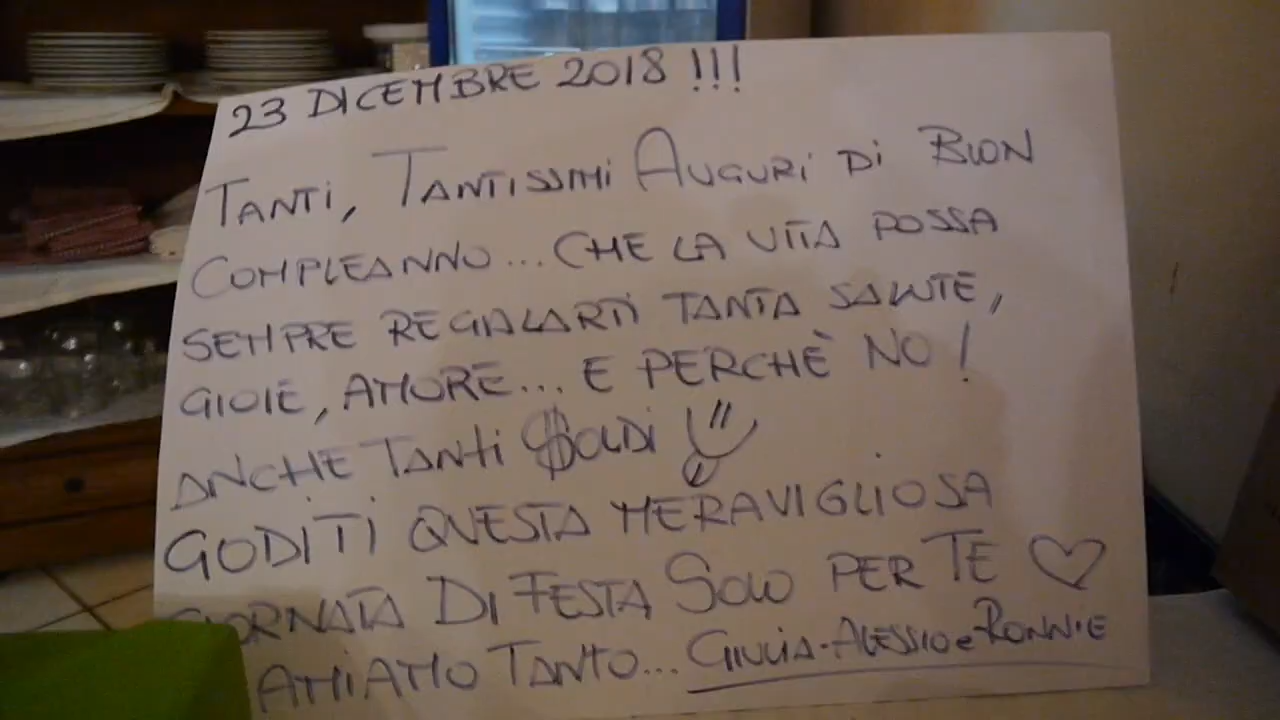 23 DICEMBRE 2018 !!!
TANTI, TANTISSIMI AUGURI DI BUON
COMPLEANNO... CHE LA VITA POSSA
SEMPRE REGALARTI TANTA SALUTE,
GIOIE, AMORE... E PERCHÈ NO!
ANCHE TANTI $OLDI
GODITI QUESTA MERAVIGLIOSA
GIORNATA DI FESTA SOLO PER TE
AMIAMO TANTO... GIULIA-ALESSIO e RONNIE